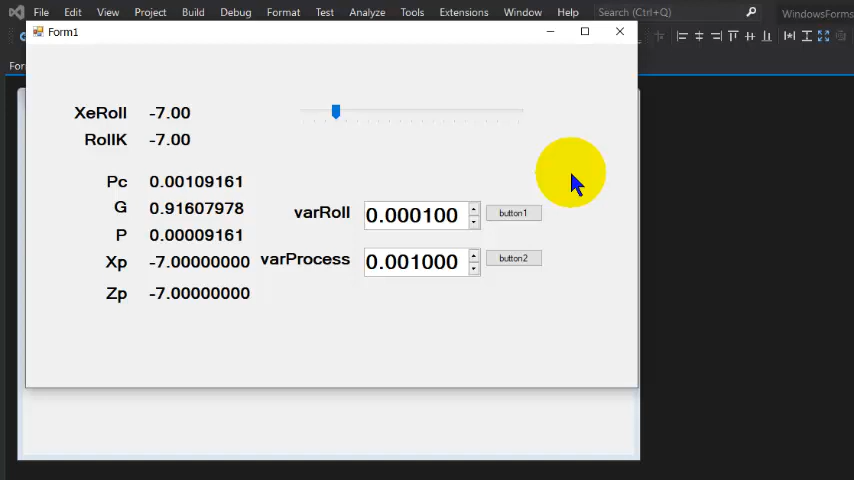 File Edit View Project Build Debug Format Test Analyze Tools Extensions Window Help Search (Ctrl+Q) WindowsForms
Form1
XeRoll -7.00
RollK -7.00
Pc 0.00109161
G 0.91607978
varRoll 0.000100 button1
P 0.00009161
Xp -7.00000000
varProcess 0.001000 button2
Zp -7.00000000